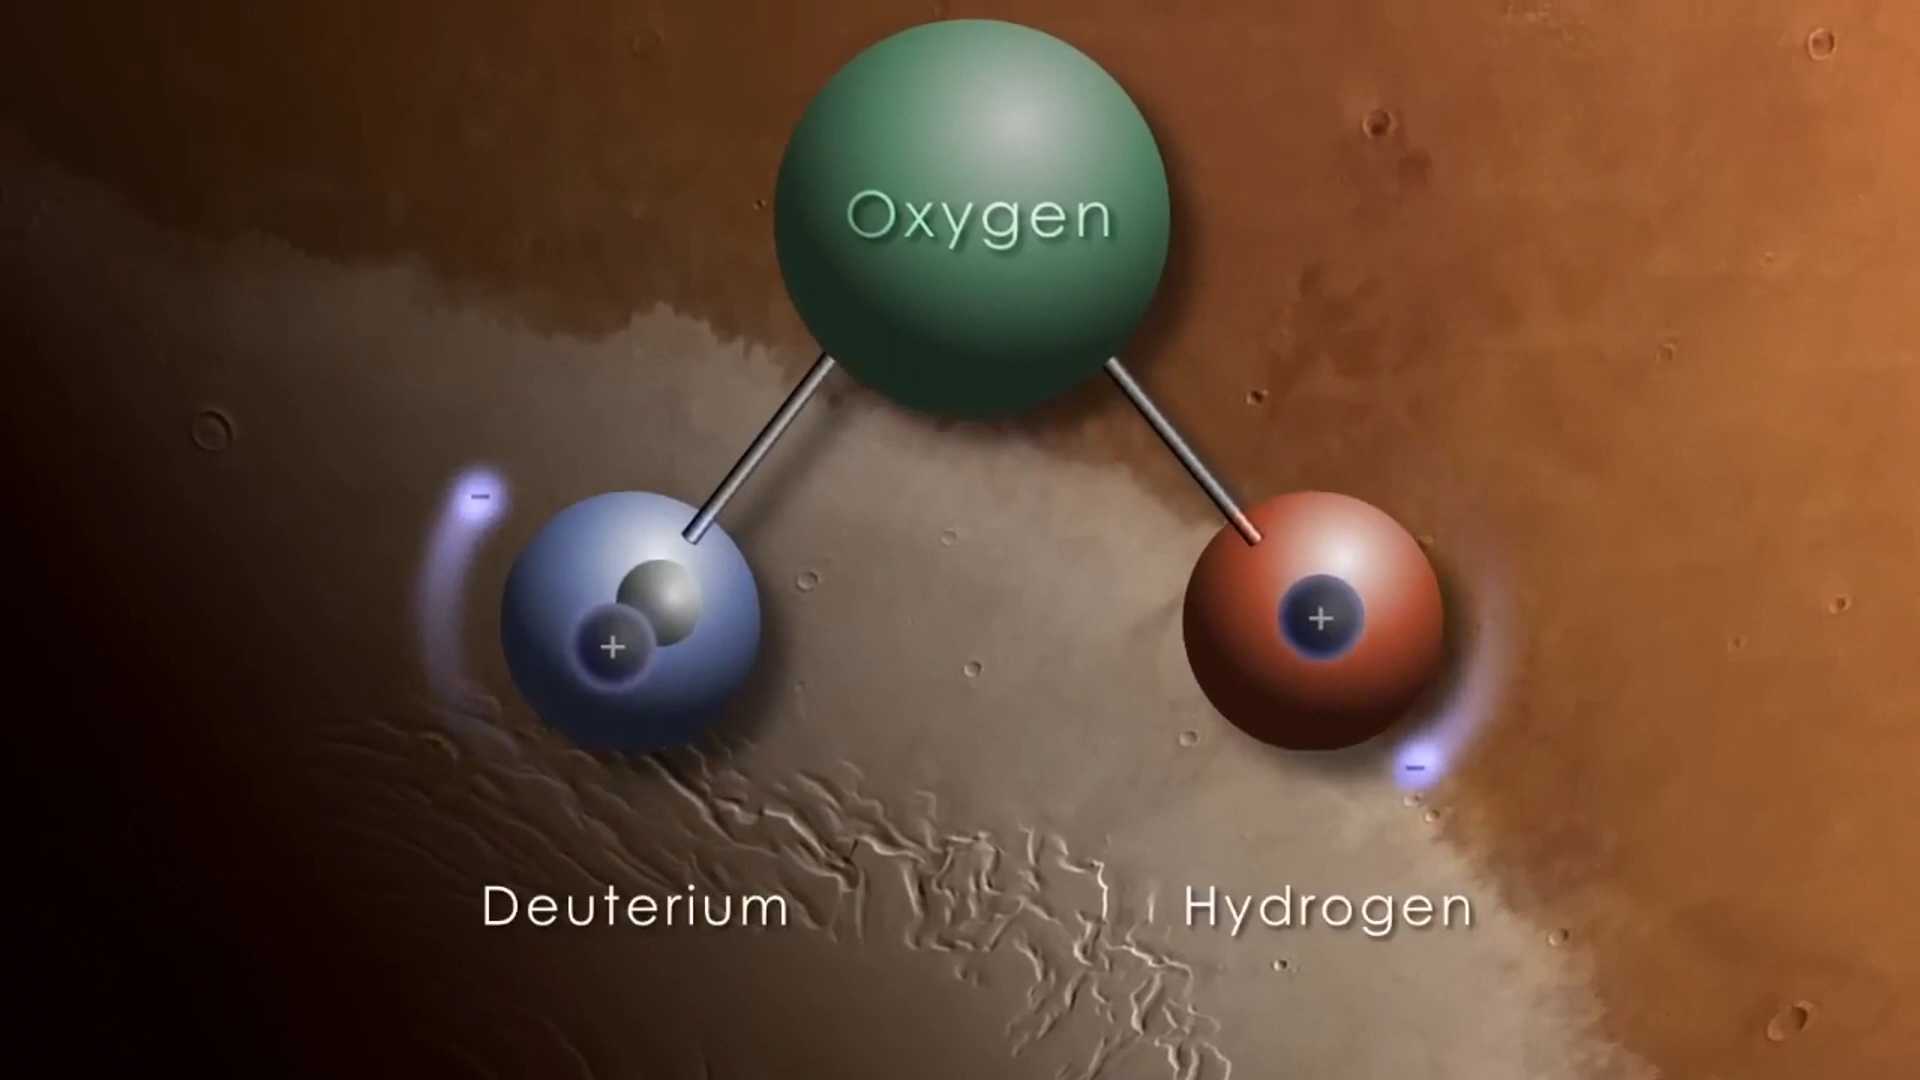 Oxygen
-
+
+
-
Deuterium
Hydrogen